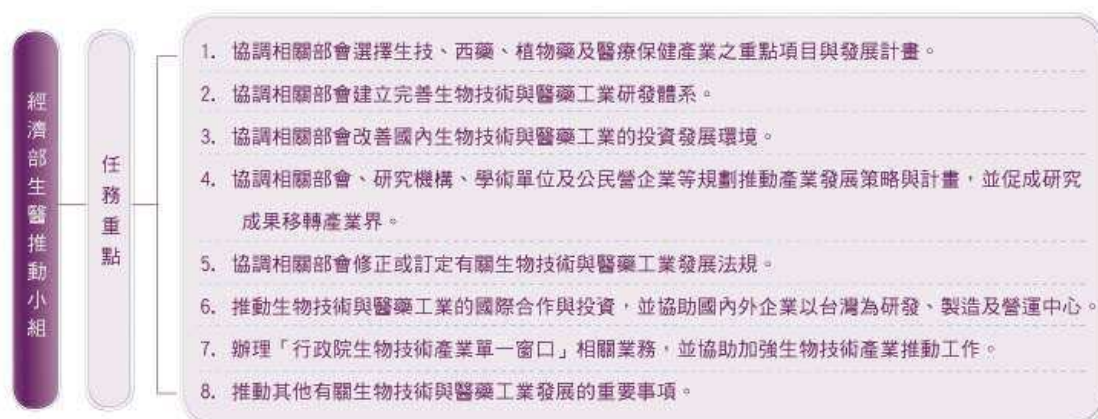 經濟部生醫推動小組
任務重點
1. 協調相關部會選擇生技、西藥、植物藥及醫療保健產業之重點項目與發展計畫。
2. 協調相關部會建立完善生物技術與醫藥工業研發體系。
3. 協調相關部會改善國內生物技術與醫藥工業的投資發展環境。
4. 協調相關部會、研究機構、學術單位及公民營企業等規劃推動產業發展策略與計畫，並促成研究
成果移轉產業界。
5. 協調相關部會修正或訂定有關生物技術與醫藥工業發展法規。
6. 推動生物技術與醫藥工業的國際合作與投資，並協助國內外企業以台灣為研發、製造及營運中心。
7. 辦理「行政院生物技術產業單一窗口」相關業務，並協助加強生物技術產業推動工作。
8. 推動其他有關生物技術與醫藥工業發展的重要事項。